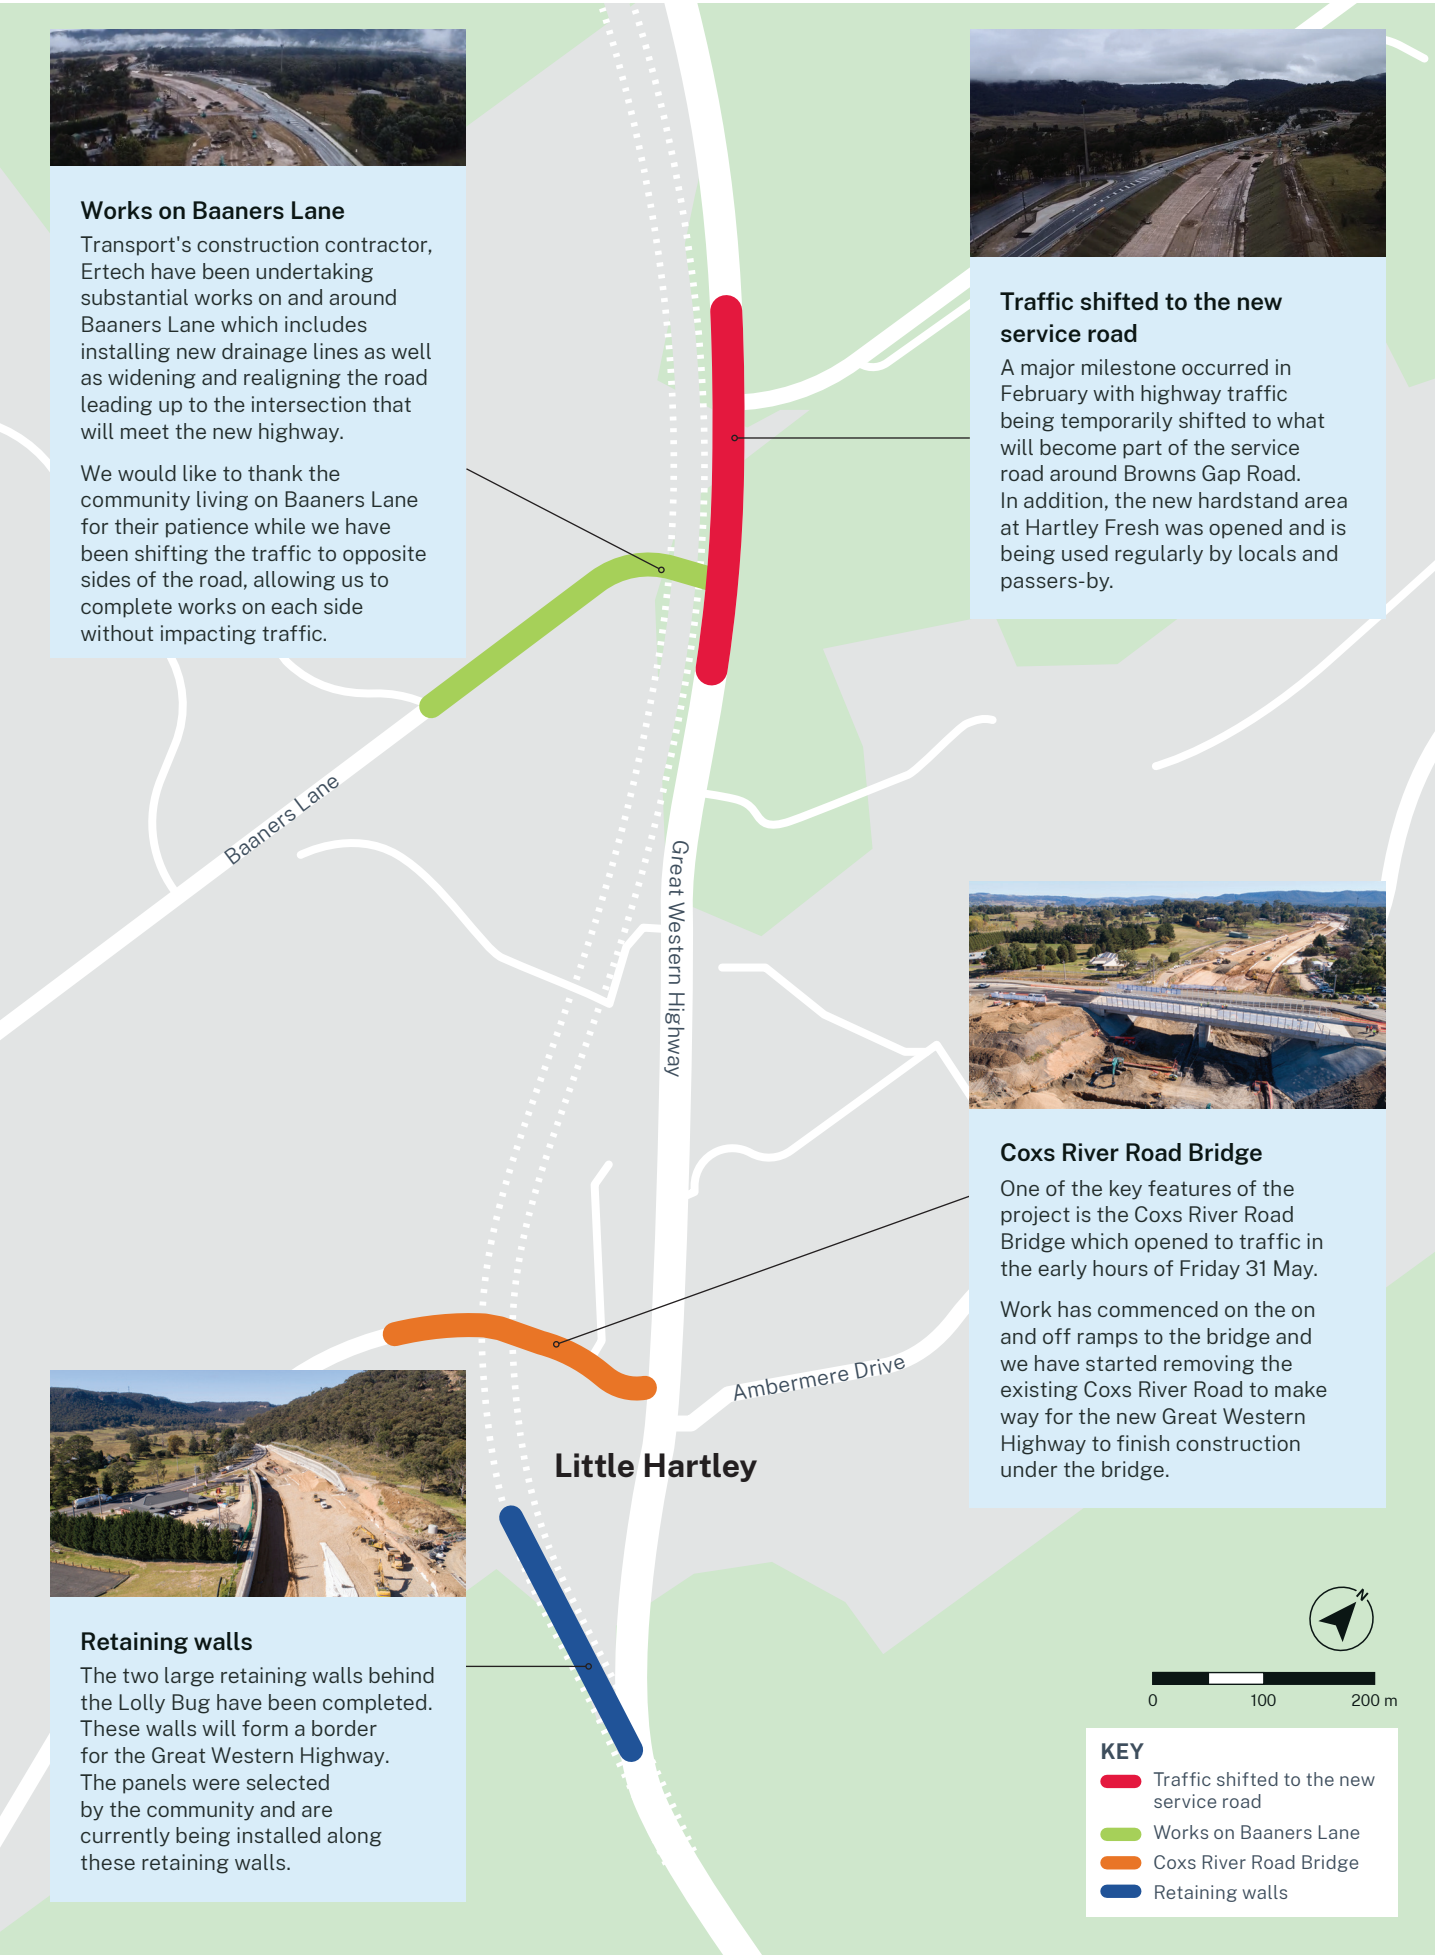 Works on Baaners Lane
Transport's construction contractor,
Ertech have been undertaking
substantial works on and around
Baaners Lane which includes
installing new drainage lines as well
as widening and realigning the road
leading up to the intersection that
will meet the new highway.
We would like to thank the
community living on Baaners Lane
for their patience while we have
been shifting the traffic to opposite
sides of the road, allowing us to
complete works on each side
without impacting traffic.
Traffic shifted to the new
service road
A major milestone occurred in
February with highway traffic
being temporarily shifted to what
will become part of the service
road around Browns Gap Road.
In addition, the new hardstand area
at Hartley Fresh was opened and is
being used regularly by locals and
passers-by.
Baaners Lane
Great Western Highway
Coxs River Road Bridge
One of the key features of the
project is the Coxs River Road
Bridge which opened to traffic in
the early hours of Friday 31 May.
Work has commenced on the on
and off ramps to the bridge and
we have started removing the
existing Coxs River Road to make
way for the new Great Western
Highway to finish construction
under the bridge.
Ambermere Drive
Little Hartley
Retaining walls
The two large retaining walls behind
the Lolly Bug have been completed.
These walls will form a border
for the Great Western Highway.
The panels were selected
by the community and are
currently being installed along
these retaining walls.
N
0 100 200 m
KEY
Traffic shifted to the new
service road
Works on Baaners Lane
Coxs River Road Bridge
Retaining walls